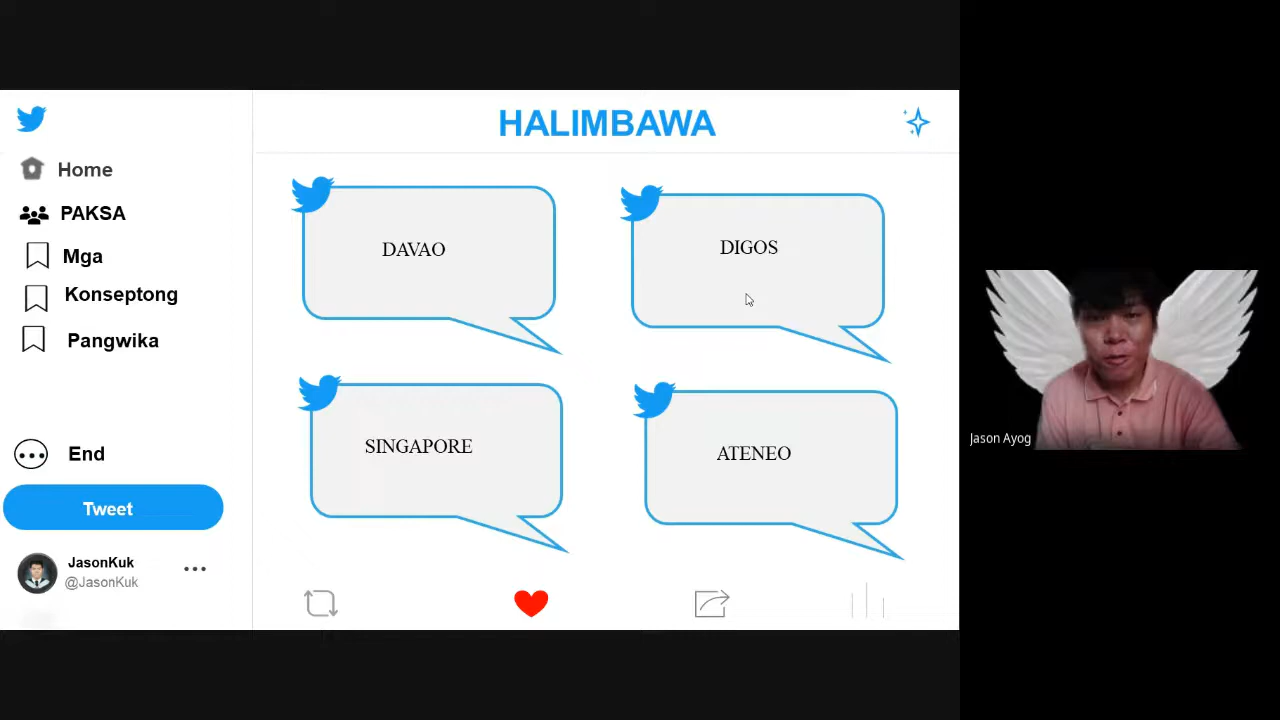 HALIMBAWA
Home
PAKSA
Mga
Konseptong
Pangwika
End
Tweet
JasonKuk
@JasonKuk
DAVAO
DIGOS
SINGAPORE
ATENEO
Jason Ayog